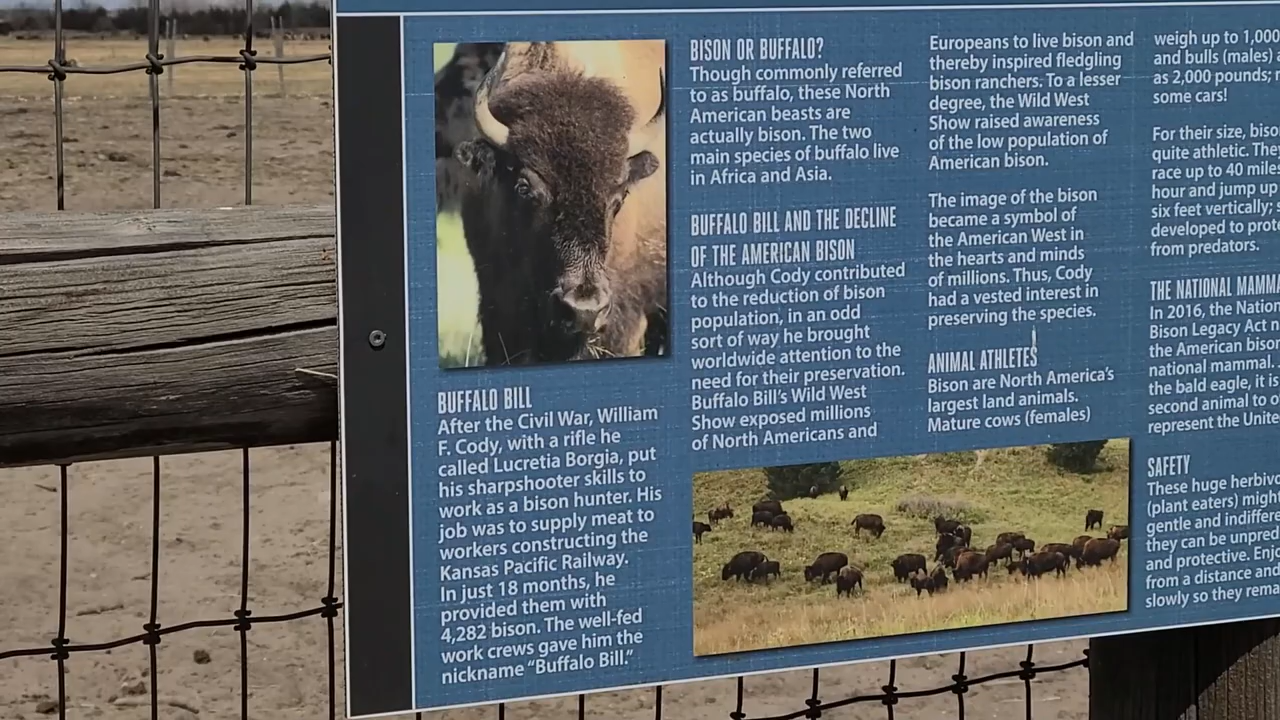 BUFFALO BILL
After the Civil War, William
F. Cody, with a rifle he
called Lucretia Borgia, put
his sharpshooter skills to
work as a bison hunter. His
job was to supply meat to
workers constructing the
Kansas Pacific Railway.
In just 18 months, he
provided them with
4,282 bison. The well-fed
work crews gave him the
nickname “Buffalo Bill.”
BISON OR BUFFALO?
Though commonly referred
to as buffalo, these North
American beasts are
actually bison. The two
main species of buffalo live
in Africa and Asia.
BUFFALO BILL AND THE DECLINE
OF THE AMERICAN BISON
Although Cody contributed
to the reduction of bison
population, in an odd
sort of way he brought
worldwide attention to the
need for their preservation.
Buffalo Bill’s Wild West
Show exposed millions
of North Americans and
Europeans to live bison and
thereby inspired fledgling
bison ranchers. To a lesser
degree, the Wild West
Show raised awareness
of the low population of
American bison.
The image of the bison
became a symbol of
the American West in
the hearts and minds
of millions. Thus, Cody
had a vested interest in
preserving the species.
ANIMAL ATHLETES
Bison are North America’s
largest land animals.
Mature cows (females)
weigh up to 1,000
and bulls (males)
as 2,000 pounds;
some cars!
For their size,
quite athletic. They
race up to 40
hour and jump up
six feet vertically;
developed to
from predators.
THE NATIONAL
In 2016, the
Bison Legacy Act
the American
national mammal.
the bald eagle, it is
second animal to
represent the
SAFETY
These huge
(plant eaters)
gentle and
they can be
and protective.
from a distance and
slowly so they